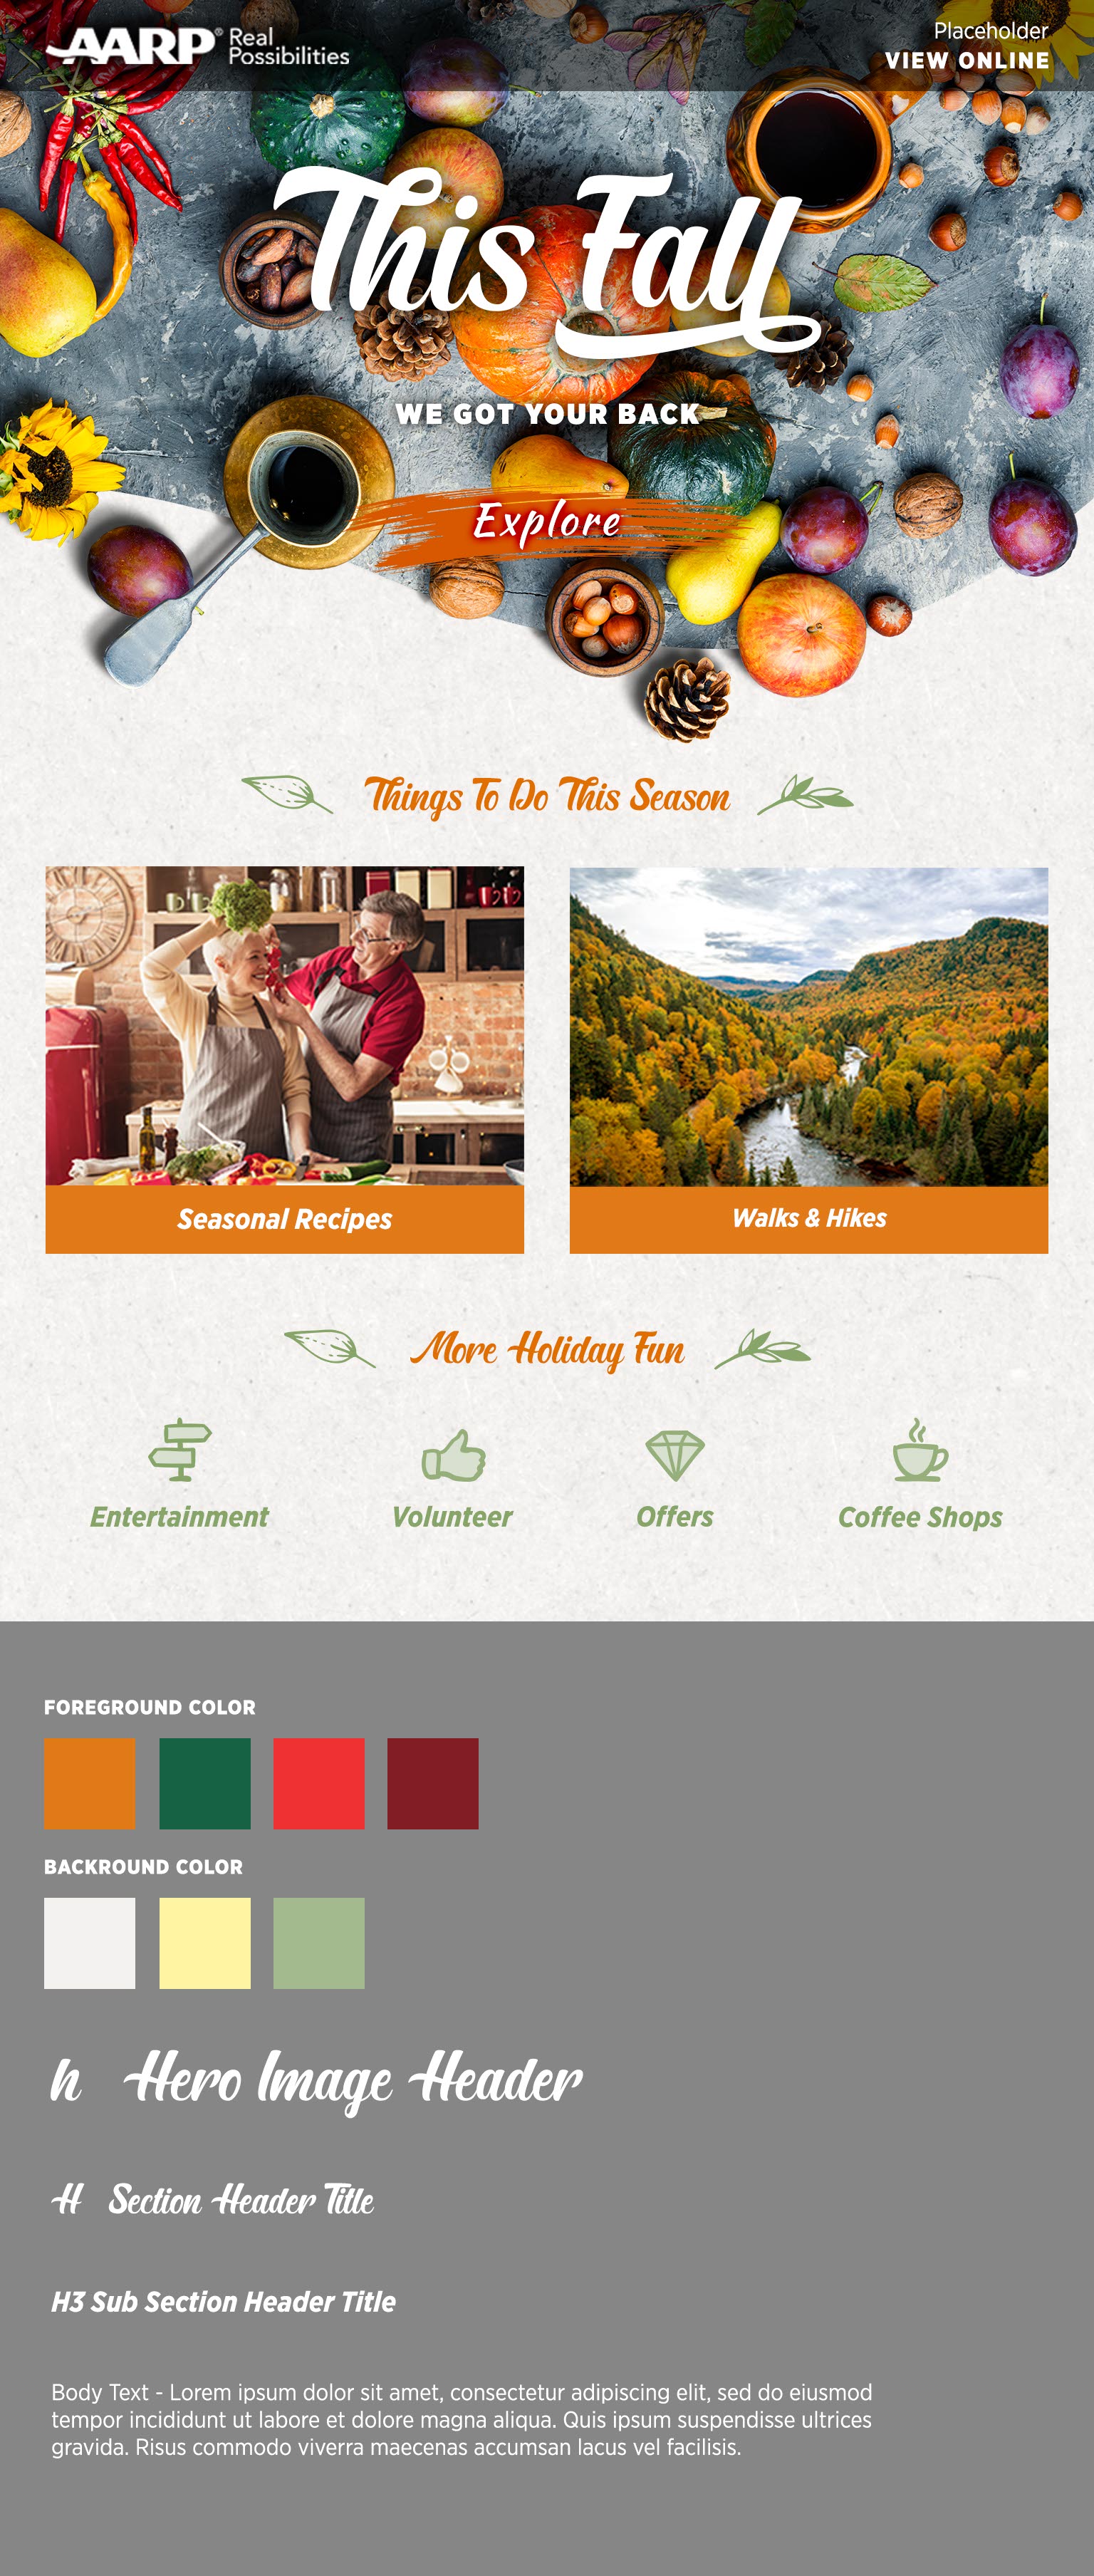 AARP® Real
Possibilities
Placeholder
VIEW ONLINE
This Fall
WE GOT YOUR BACK
Explore
Things To Do This Season
Seasonal Recipes
Walks & Hikes
More Holiday Fun
Entertainment
Volunteer
Offers
Coffee Shops
FOREGROUND COLOR
BACKROUND COLOR
h Hero Image Header
H Section Header Title
H3 Sub Section Header Title
Body Text - Lorem ipsum dolor sit amet, consectetur adipiscing elit, sed do eiusmod
tempor incididunt ut labore et dolore magna aliqua. Quis ipsum suspendisse ultrices
gravida. Risus commodo viverra maecenas accumsan lacus vel facilisis.